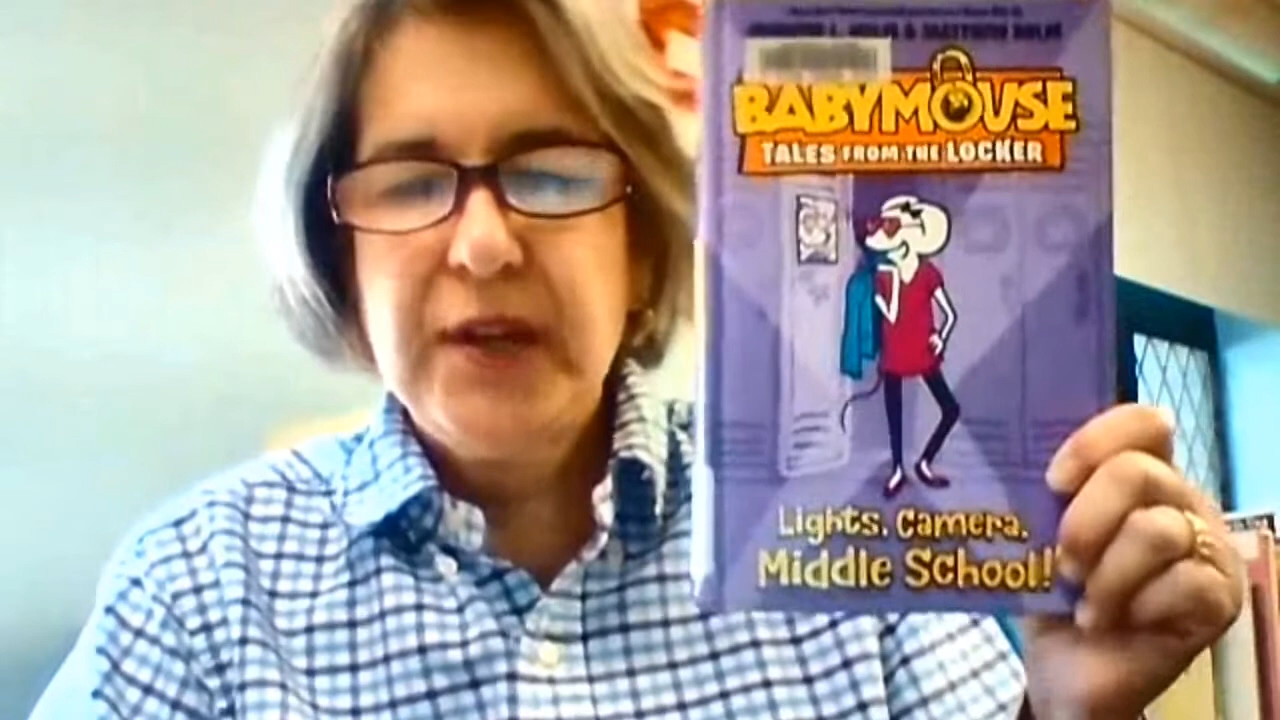 BABYMOUSE
TALES FROM THE LOCKER
Lights, Camera,
Middle School!